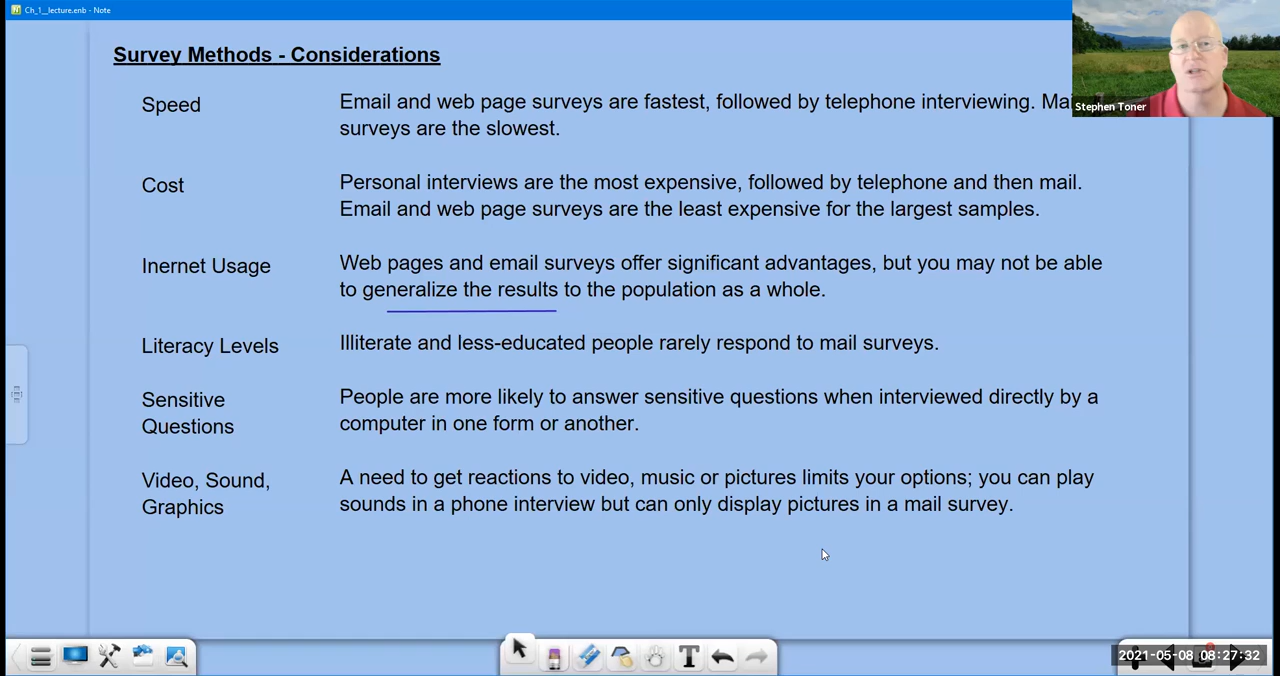 Ch_1__lecture.enb - Note
Survey Methods - Considerations
Speed
Email and web page surveys are fastest, followed by telephone interviewing.
surveys are the slowest.
Cost
Personal interviews are the most expensive, followed by telephone and then mail.
Email and web page surveys are the least expensive for the largest samples.
Inernet Usage
Web pages and email surveys offer significant advantages, but you may not be able
to generalize the results to the population as a whole.
Literacy Levels
Illiterate and less-educated people rarely respond to mail surveys.
Sensitive
Questions
People are more likely to answer sensitive questions when interviewed directly by a
computer in one form or another.
Video, Sound,
Graphics
A need to get reactions to video, music or pictures limits your options; you can play
sounds in a phone interview but can only display pictures in a mail survey.
Stephen Toner
T
2021-05-08 08:27:32